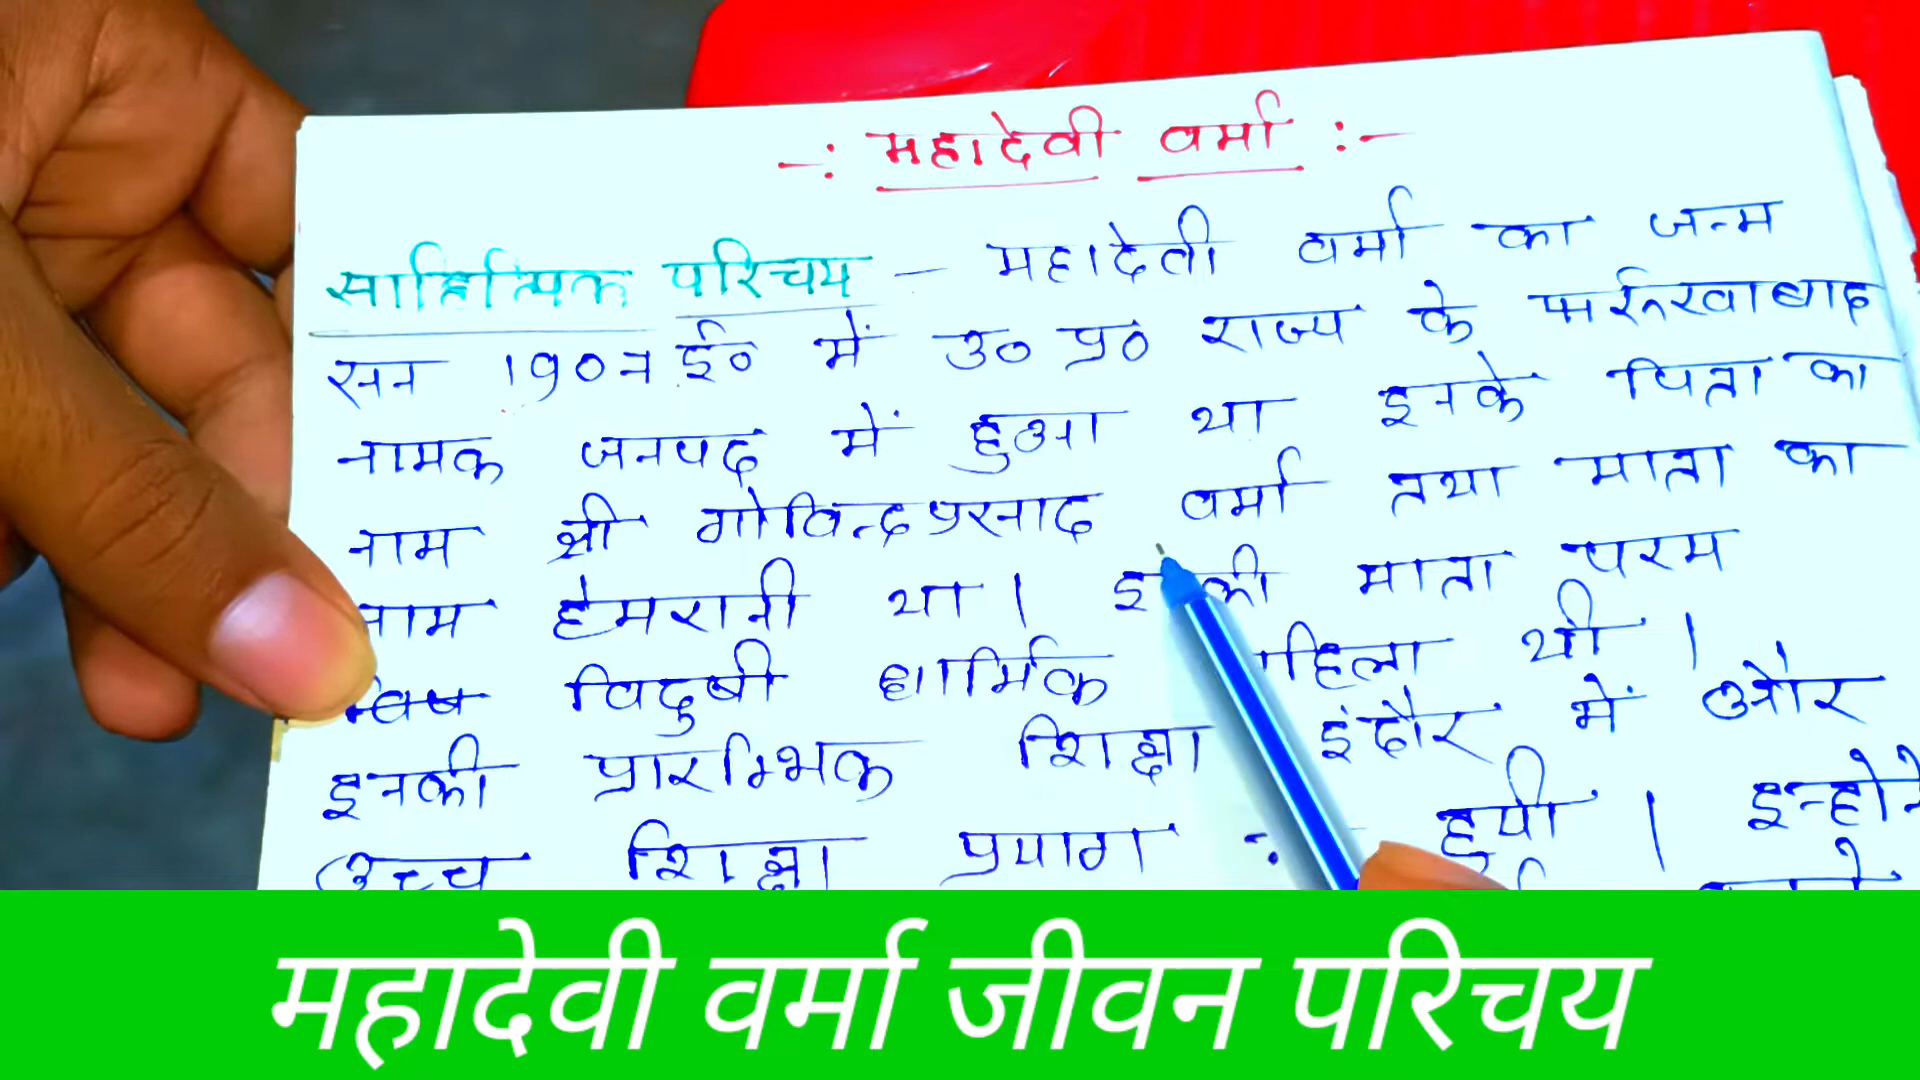 -: महादेवी वर्मा :-
साहित्यिक परिचय - महादेवी वर्मा का जन्म
सन 1907 ई० में उ० प्र० राज्य के फर्रूखाबाद
नामक जनपद में हुआ था इनके पिता का
नाम श्री गोविन्दप्रसाद वर्मा तथा माता का
नाम हेमरानी था। इनकी माता परम
विदुषी धार्मिक महिला थी।
इनकी प्रारम्भिक शिक्षा इंदौर में और
उच्च शिक्षा प्रयाग हुयी। इन्होने
महादेवी वर्मा जीवन परिचय